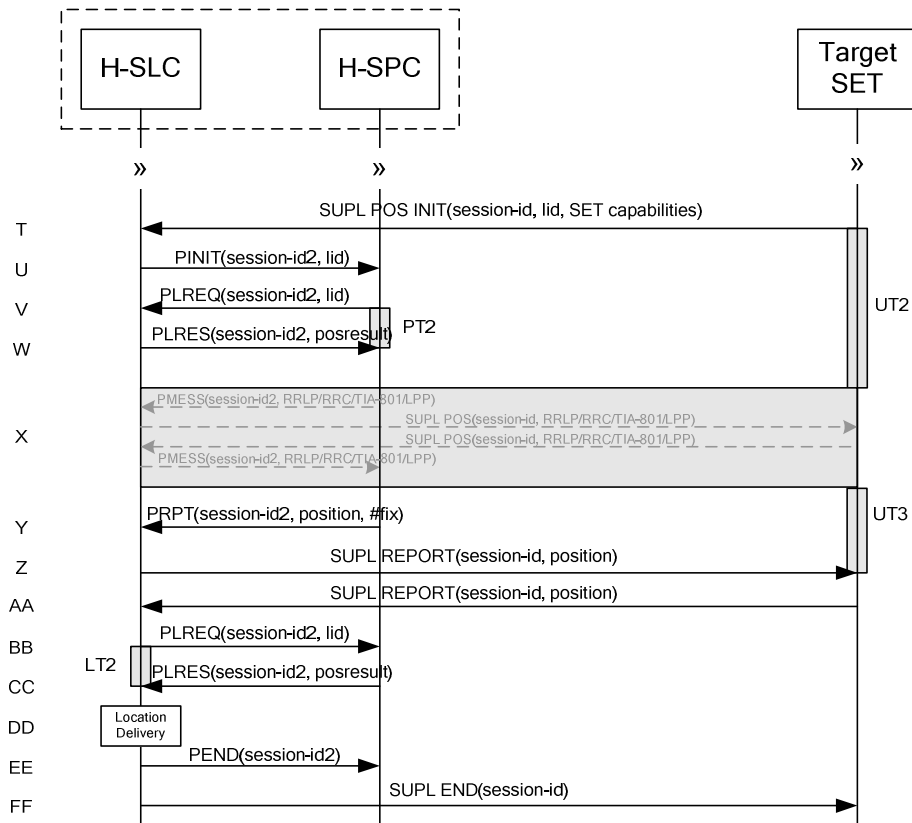 H-SLC
H-SPC
Target
SET
»
»
»
T
SUPL POS INIT(session-id, lid, SET capabilities)
U
PINIT(session-id2, lid)
V
PLREQ(session-id2, lid)
PT2
UT2
W
PLRES(session-id2, posresult)
X
PMESS(session-id2, RRLP/RRC/TIA-801/LPP)
SUPL POS(session-id, RRLP/RRC/TIA-801/LPP)
SUPL POS(session-id, RRLP/RRC/TIA-801/LPP)
PMESS(session-id2, RRLP/RRC/TIA-801/LPP)
Y
PRPT(session-id2, position, #fix)
UT3
Z
SUPL REPORT(session-id, position)
AA
SUPL REPORT(session-id, position)
BB
PLREQ(session-id2, lid)
LT2
CC
PLRES(session-id2, posresult)
DD
Location
Delivery
EE
PEND(session-id2)
FF
SUPL END(session-id)